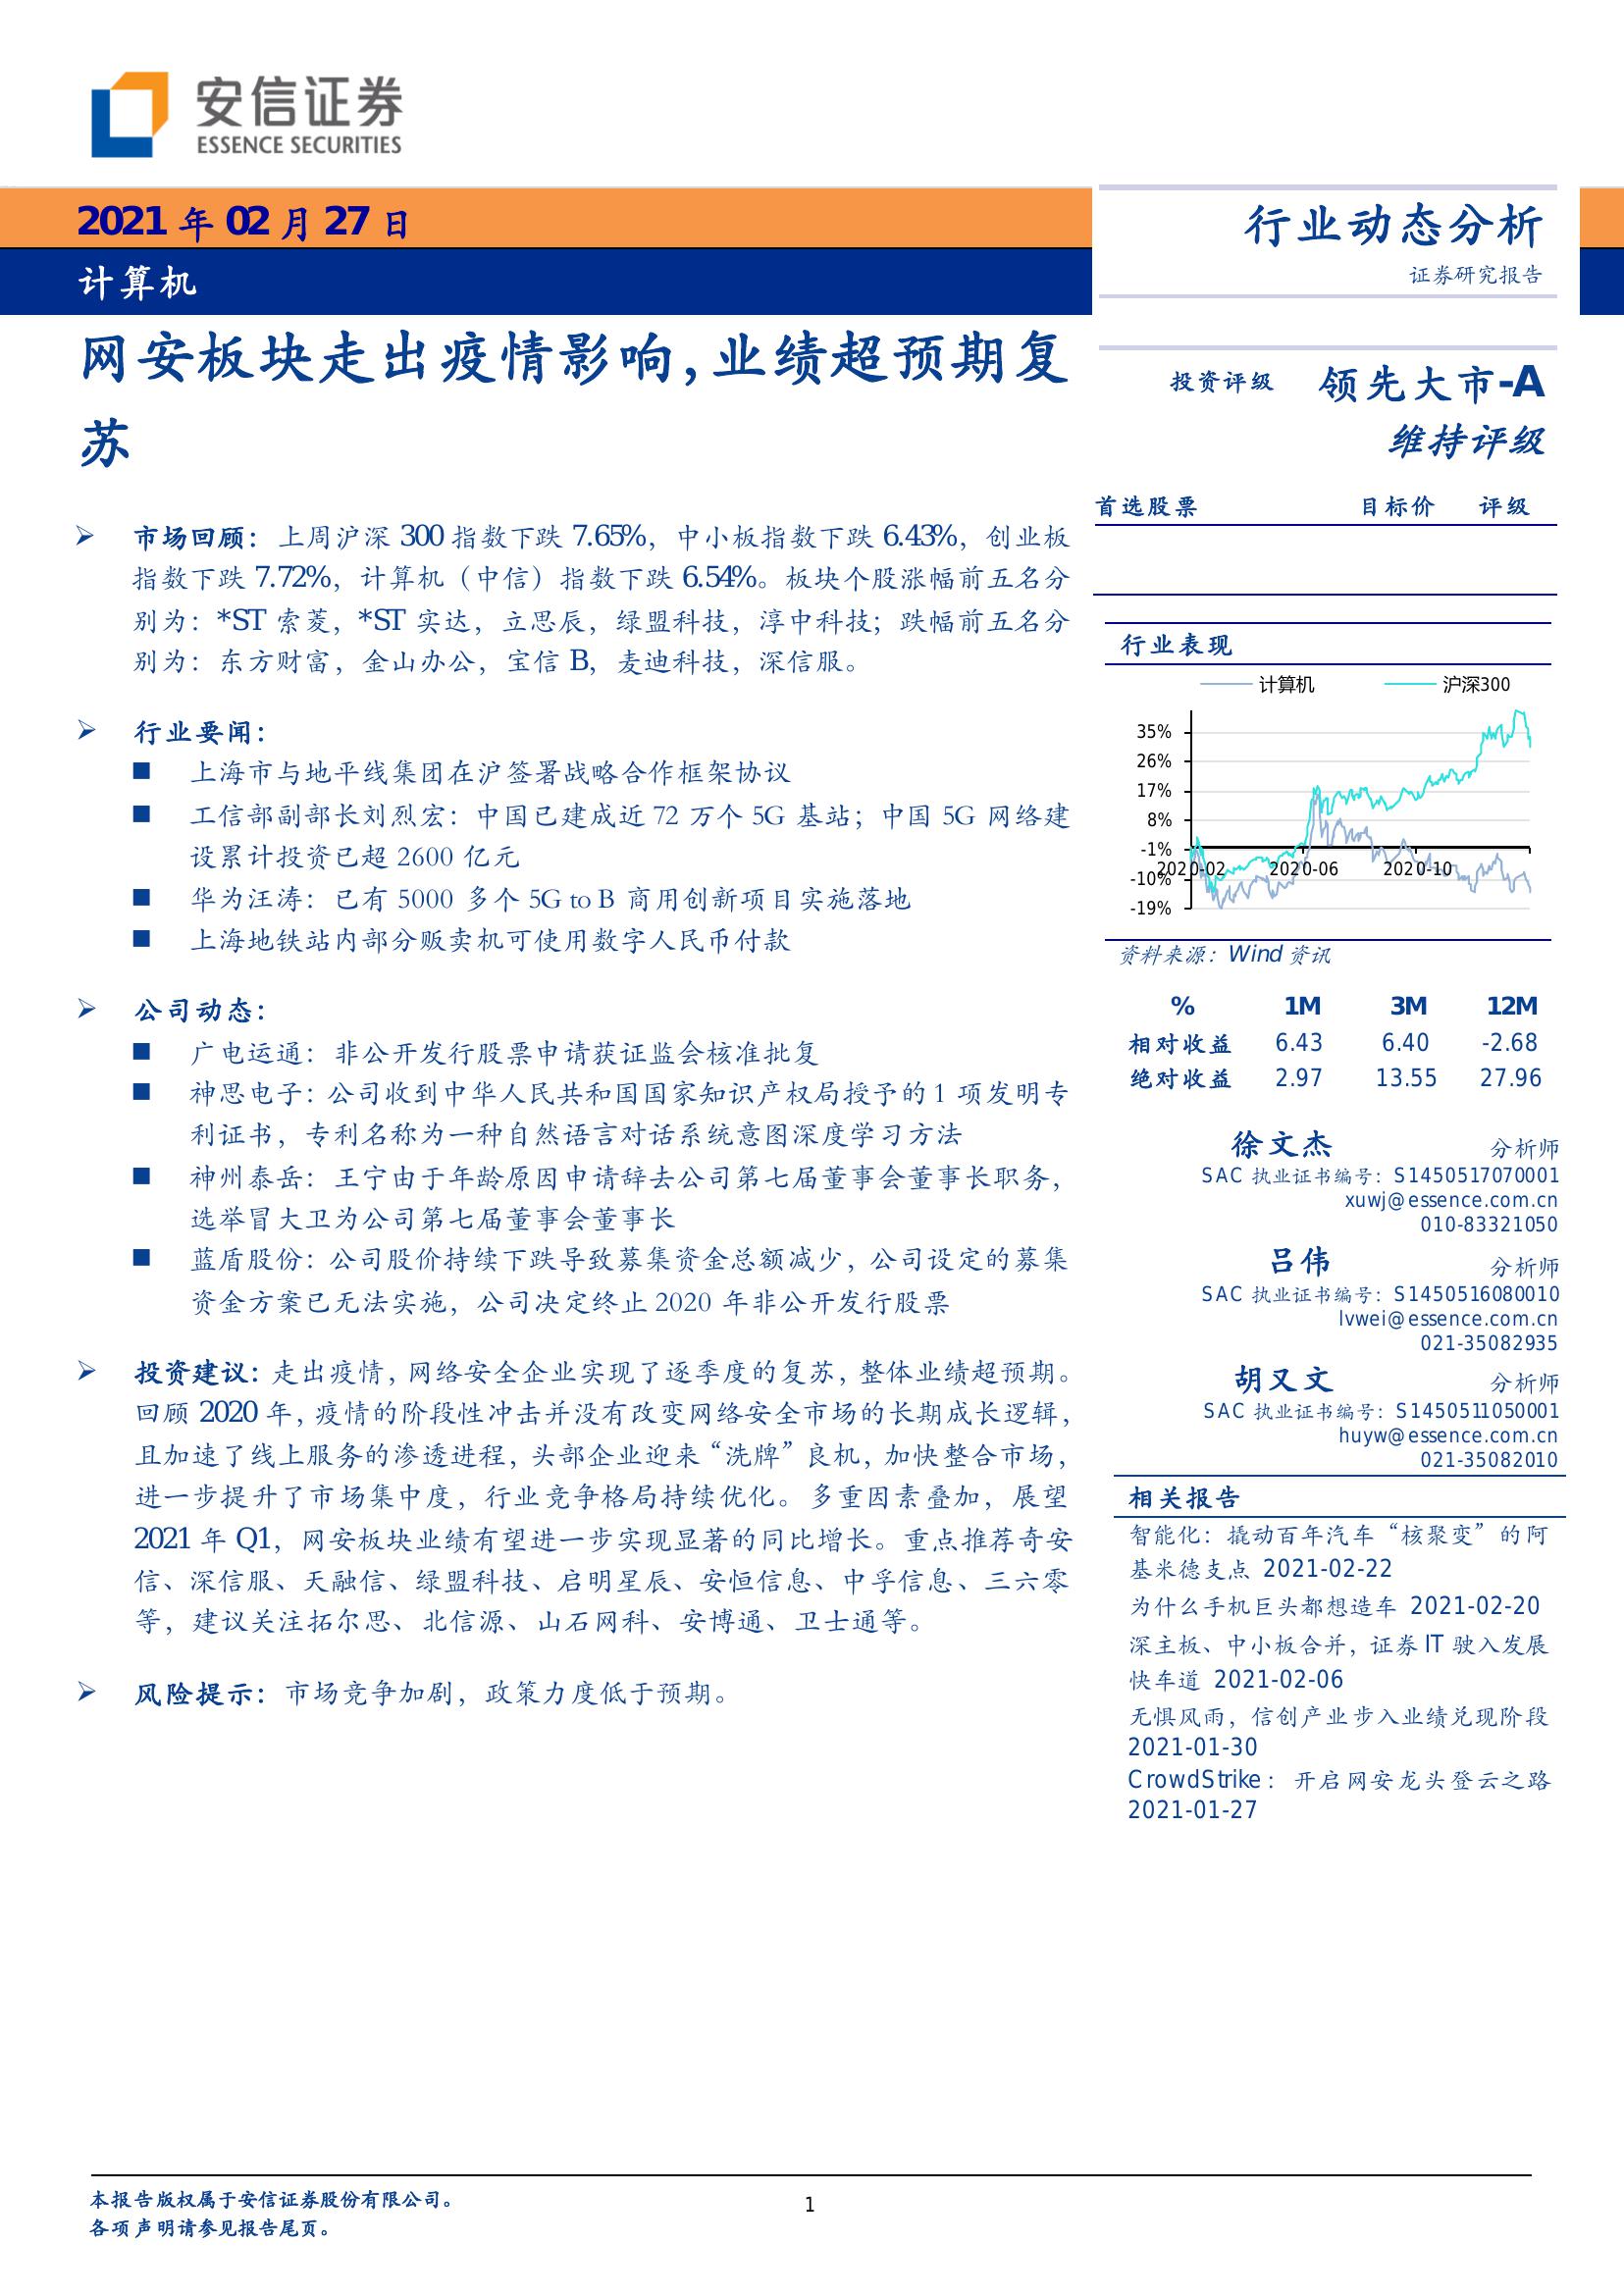 安信证券
ESSENCE SECURITIES
2021 年 02 月 27 日
计算机
网安板块走出疫情影响,业绩超预期复
苏
市场回顾：上周沪深 300 指数下跌 7.65%，中小板指数下跌 6.43%，创业板
指数下跌 7.72%，计算机（中信）指数下跌 6.54%。板块个股涨幅前五名分
别为：*ST 索菱，*ST 实达，立思辰，绿盟科技，淳中科技；跌幅前五名分
别为：东方财富，金山办公，宝信 B，麦迪科技，深信服。
行业要闻：
上海市与地平线集团在沪签署战略合作框架协议
工信部副部长刘烈宏：中国已建成近 72 万个 5G 基站；中国 5G 网络建
设累计投资已超 2600 亿元
华为汪涛：已有 5000 多个 5G to B 商用创新项目实施落地
上海地铁站内部分贩卖机可使用数字人民币付款
公司动态：
广电运通：非公开发行股票申请获证监会核准批复
神思电子：公司收到中华人民共和国国家知识产权局授予的 1 项发明专
利证书，专利名称为一种自然语言对话系统意图深度学习方法
神州泰岳：王宁由于年龄原因申请辞去公司第七届董事会董事长职务，
选举冒大卫为公司第七届董事会董事长
蓝盾股份：公司股价持续下跌导致募集资金总额减少，公司设定的募集
资金方案已无法实施，公司决定终止 2020 年非公开发行股票
投资建议：走出疫情，网络安全企业实现了逐季度的复苏，整体业绩超预期。
回顾 2020 年，疫情的阶段性冲击并没有改变网络安全市场的长期成长逻辑，
且加速了线上服务的渗透进程，头部企业迎来“洗牌”良机，加快整合市场，
进一步提升了市场集中度，行业竞争格局持续优化。多重因素叠加，展望
2021 年 Q1，网安板块业绩有望进一步实现显著的同比增长。重点推荐奇安
信、深信服、天融信、绿盟科技、启明星辰、安恒信息、中孚信息、三六零
等，建议关注拓尔思、北信源、山石网科、安博通、卫士通等。
风险提示：市场竞争加剧，政策力度低于预期。
行业动态分析
证券研究报告
投资评级 领先大市-A
维持评级
首选股票 目标价 评级
行业表现
计算机 沪深300
35%
26%
17%
8%
-1%
-10%
-19%
2020-02 2020-06 2020-10
资料来源：Wind 资讯
% 1M 3M 12M
相对收益 6.43 6.40 -2.68
绝对收益 2.97 13.55 27.96
徐文杰 分析师
SAC 执业证书编号：S1450517070001
xuwj@essence.com.cn
010-83321050
吕伟 分析师
SAC 执业证书编号：S1450516080010
lvwei@essence.com.cn
021-35082935
胡又文 分析师
SAC 执业证书编号：S1450511050001
huyw@essence.com.cn
021-35082010
相关报告
智能化：撬动百年汽车“核聚变”的阿
基米德支点 2021-02-22
为什么手机巨头都想造车 2021-02-20
深主板、中小板合并，证券 IT 驶入发展
快车道 2021-02-06
无惧风雨，信创产业步入业绩兑现阶段
2021-01-30
CrowdStrike：开启网安龙头登云之路
2021-01-27
本报告版权属于安信证券股份有限公司。
各项声明请参见报告尾页。
1